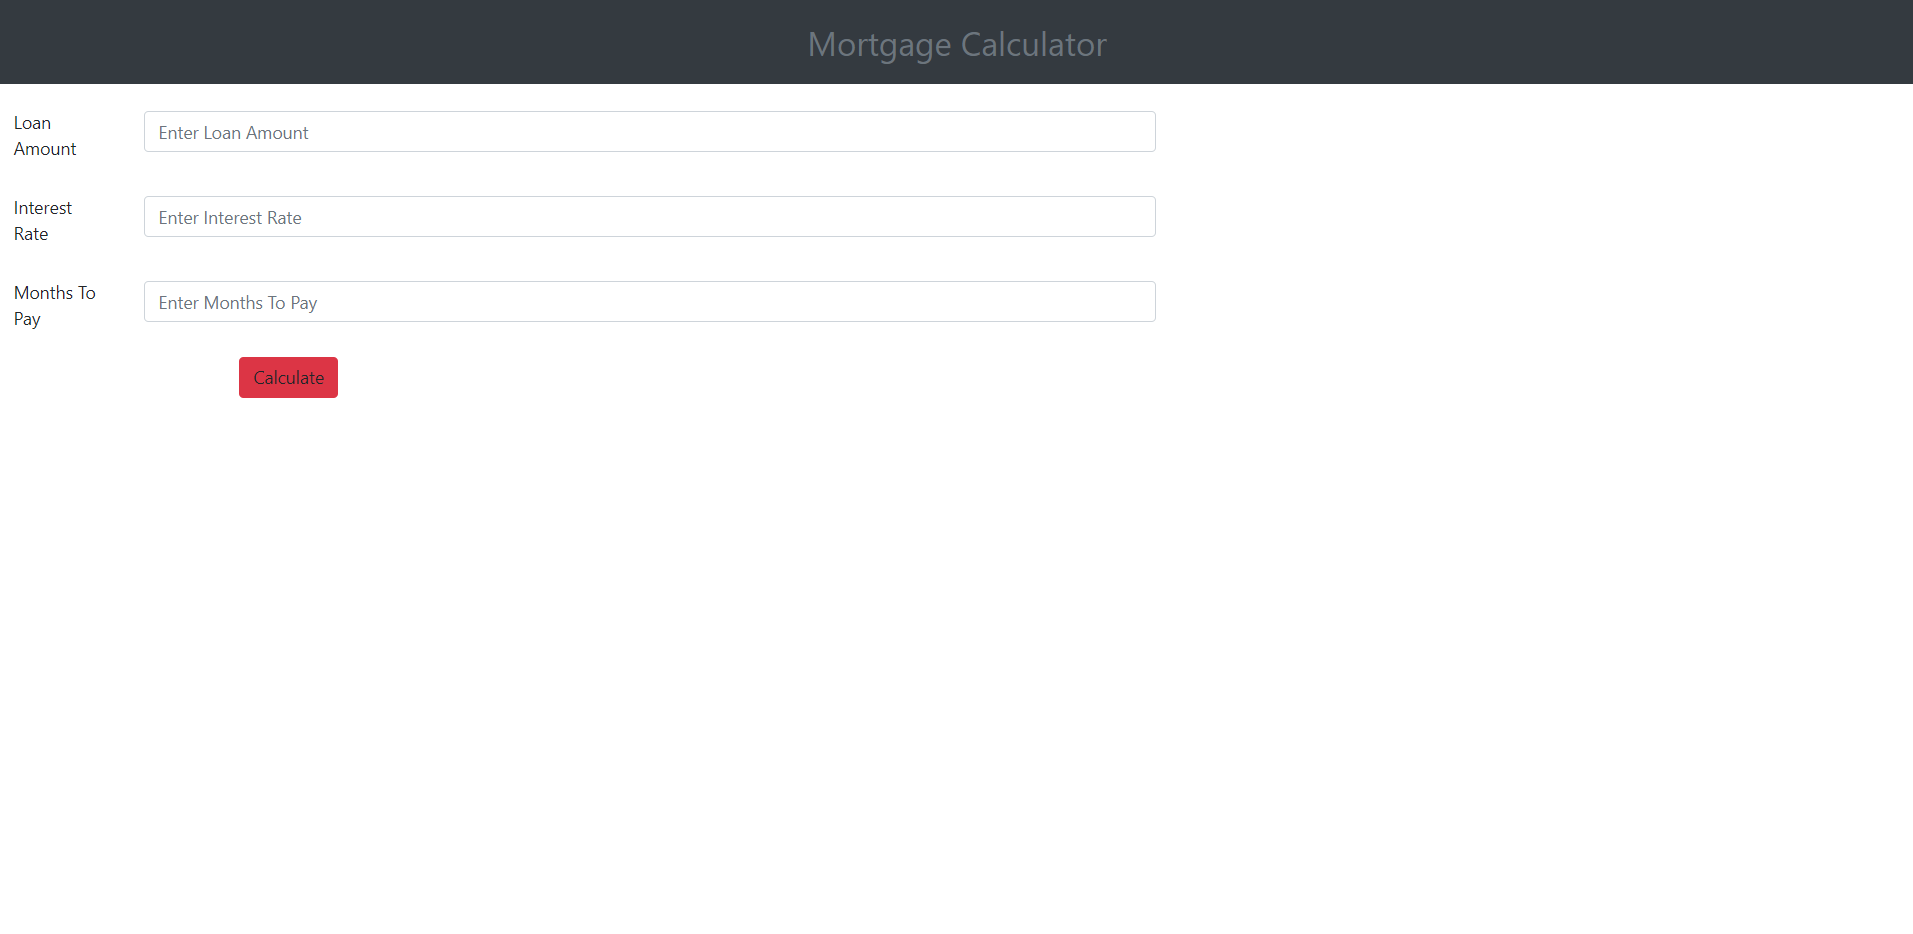 Mortgage Calculator
Loan
Amount
Enter Loan Amount
Interest
Rate
Enter Interest Rate
Months To
Pay
Enter Months To Pay
Calculate